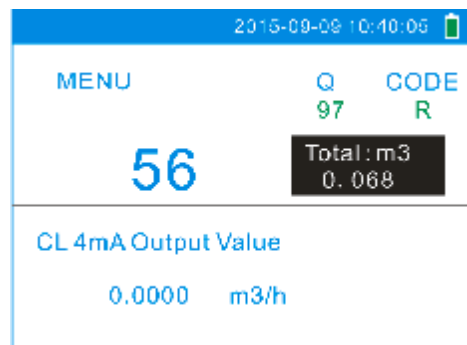 2015-09-09 10:40:05
MENU Q CODE
97 R
56 Total: m3
0.068
CL 4mA Output Value
0.0000 m3/h